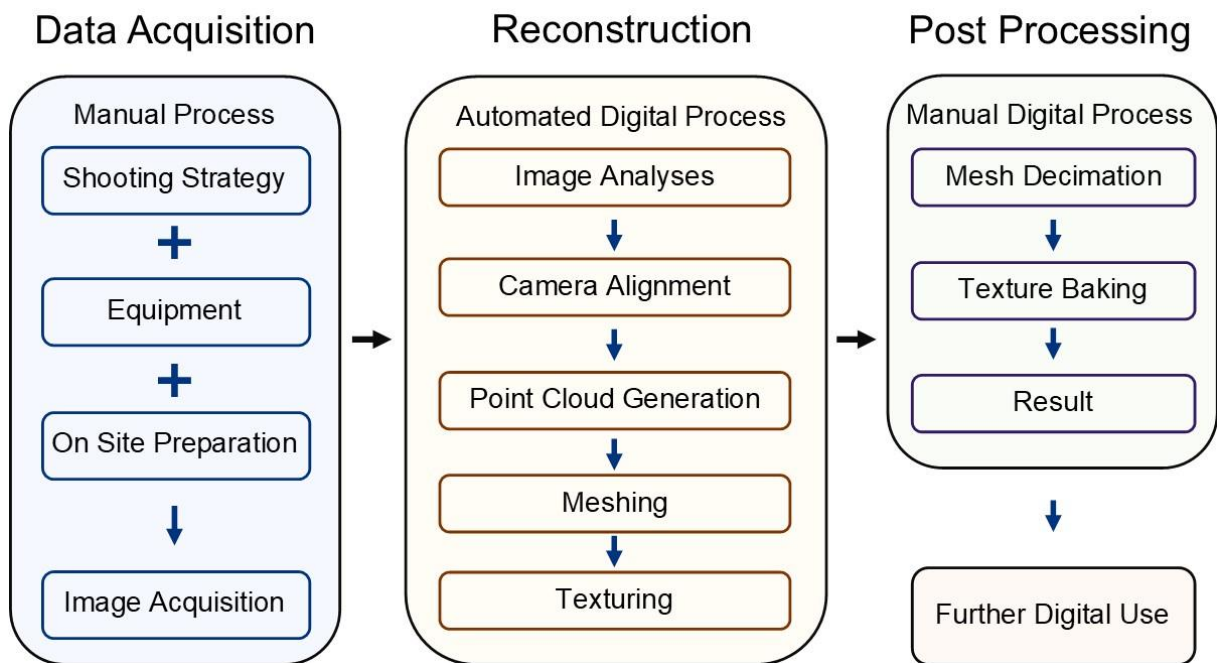 Data Acquisition
Manual Process
Shooting Strategy
+
Equipment
+
On Site Preparation
Image Acquisition
Reconstruction
Automated Digital Process
Image Analyses
Camera Alignment
Point Cloud Generation
Meshing
Texturing
Post Processing
Manual Digital Process
Mesh Decimation
Texture Baking
Result
Further Digital Use